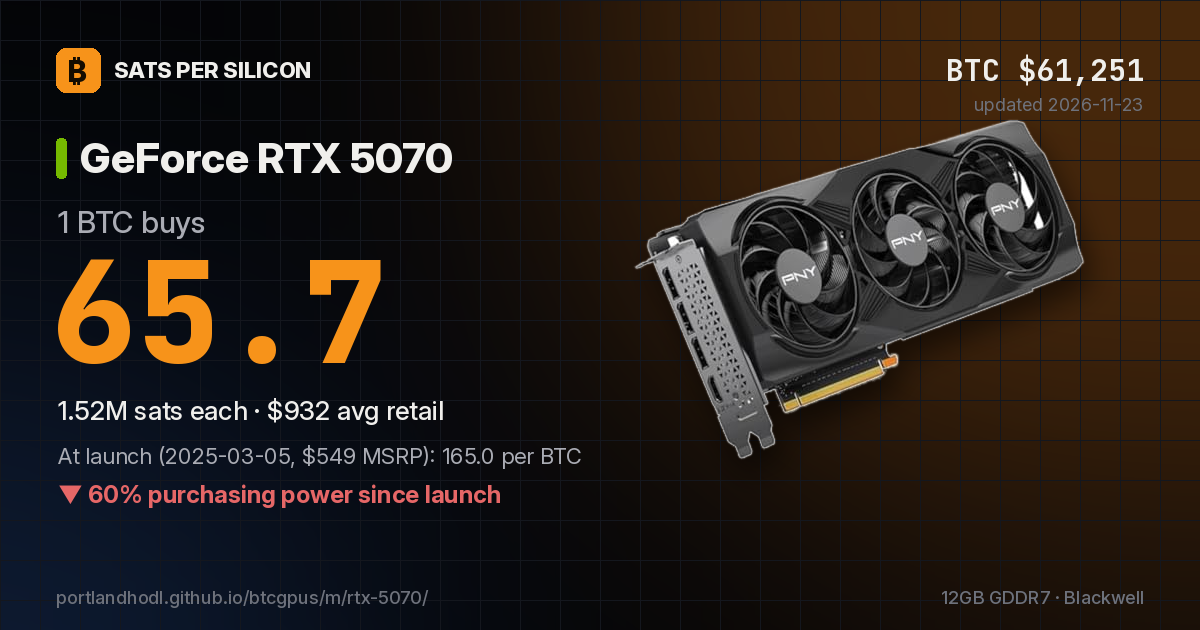 SATS PER SILICON
BTC $61,251
updated 2026-11-23
GeForce RTX 5070
1 BTC buys
65.7
1.52M sats each · $932 avg retail
At launch (2025-03-05, $549 MSRP): 165.0 per BTC
▼ 60% purchasing power since launch
PNY
PNY
PNY
portlandhodl.github.io/btcgpus/m/rtx-5070/
12GB GDDR7 · Blackwell